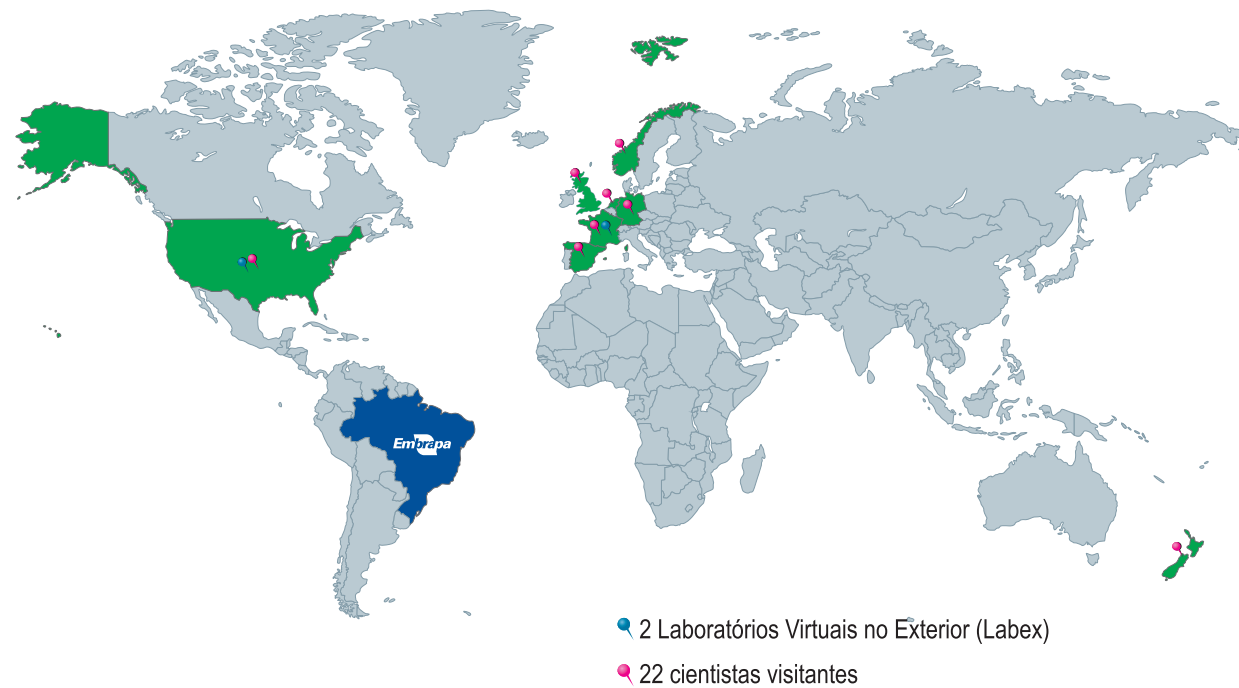 Embrapa
2 Laboratórios Virtuais no Exterior (Labex)
22 cientistas visitantes